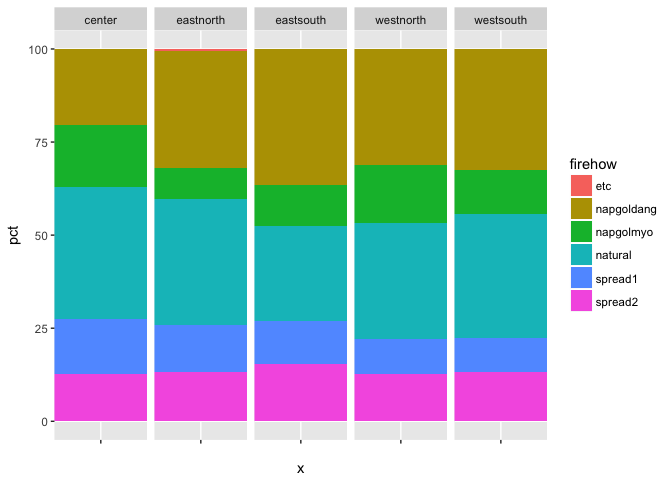 center eastnorth eastsouth westnorth westsouth
100
75
50
25
0
pct
x
firehow
etc
napgoldang
napgolmyo
natural
spread1
spread2